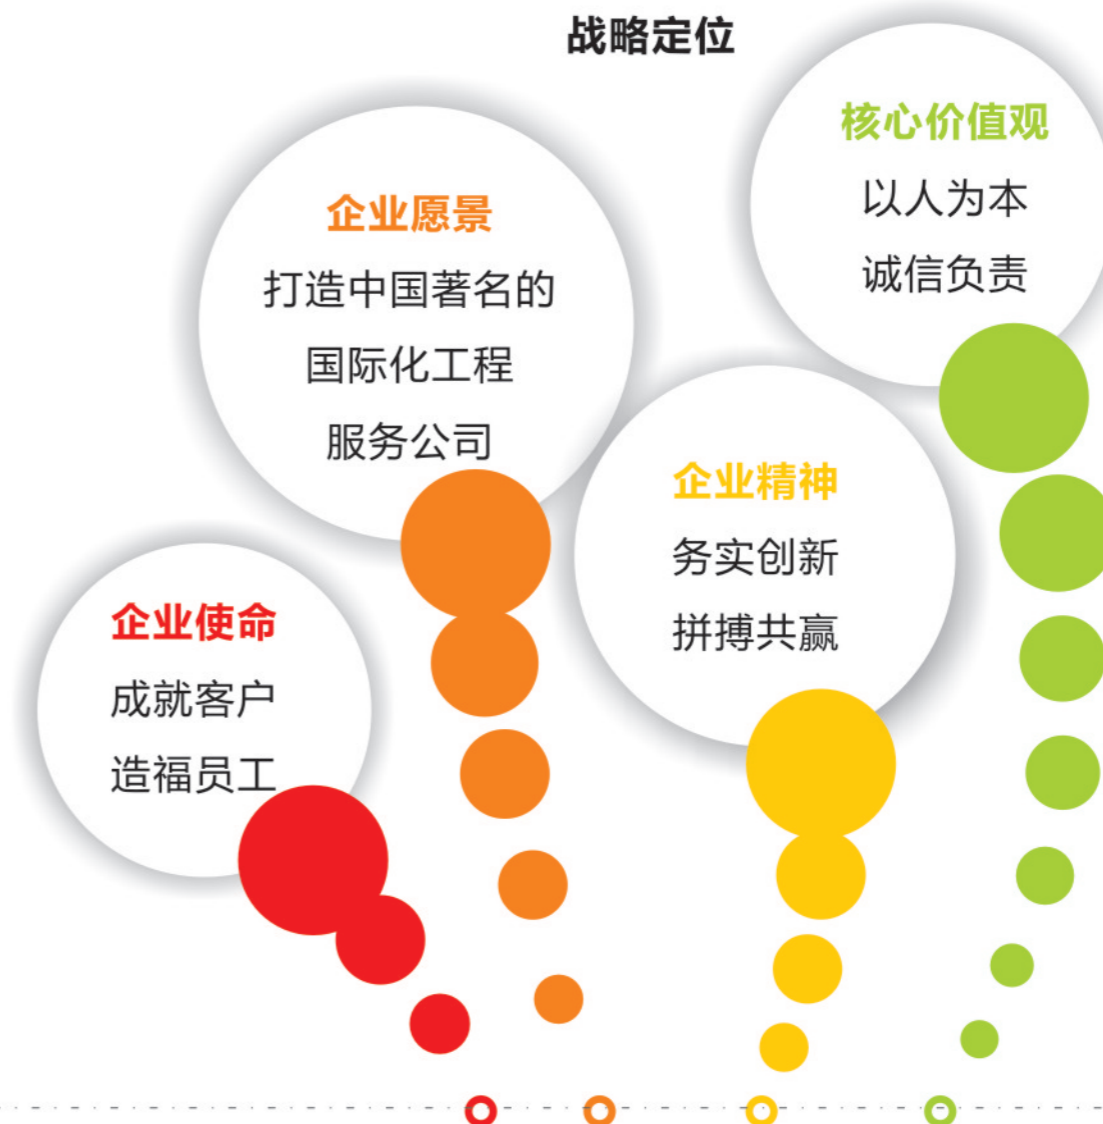 战略定位
核心价值观
以人为本
诚信负责
企业愿景
打造中国著名的
国际化工程
服务公司
企业精神
务实创新
拼搏共赢
企业使命
成就客户
造福员工